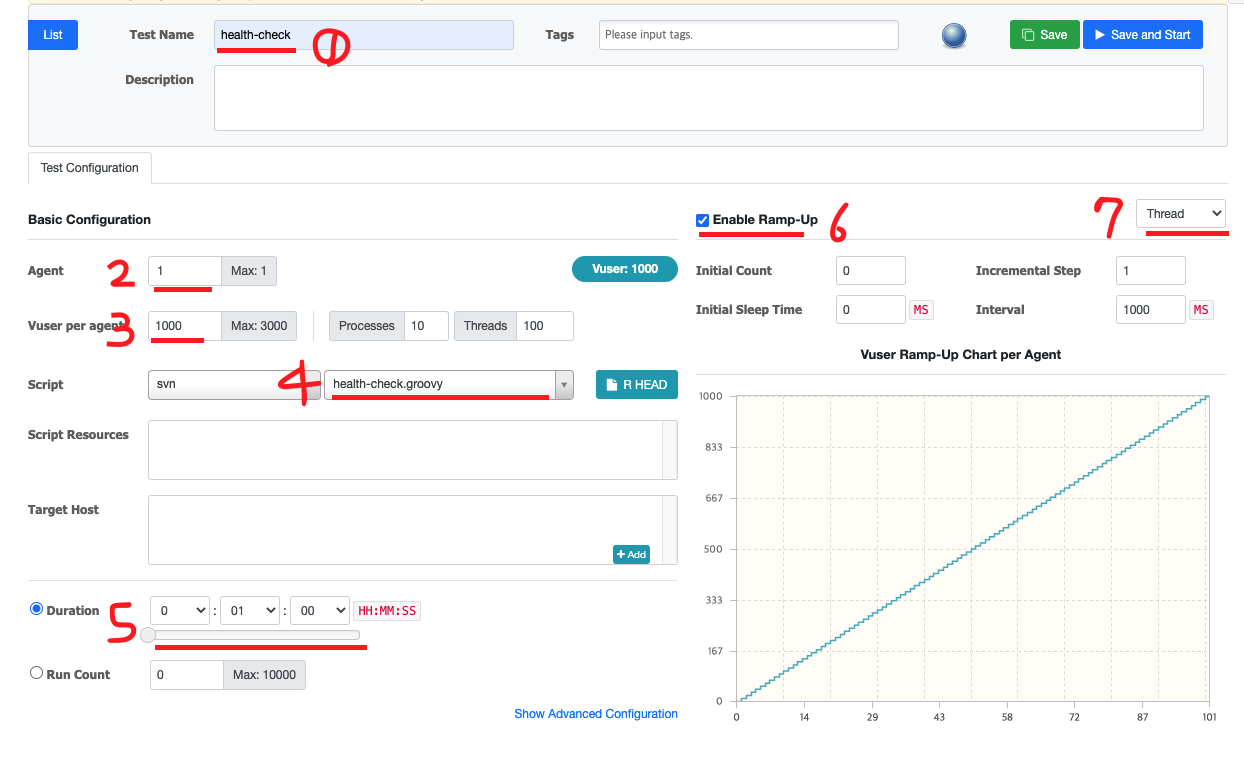 List Test Name health-check ① Tags Please input tags. Save Save and Start
Description
Test Configuration
Basic Configuration
Agent 2 1 Max: 1 Vuser: 1000
Vuser per agent 3 1000 Max: 3000 Processes 10 Threads 100
Script svn 4 health-check.groovy R HEAD
Script Resources
Target Host
+ Add
Duration 5 0 : 01 : 00 HH:MM:SS
Run Count 0 Max: 10000
Show Advanced Configuration
Enable Ramp-Up 6 7 Thread
Initial Count 0 Incremental Step 1
Initial Sleep Time 0 MS Interval 1000 MS
Vuser Ramp-Up Chart per Agent
1000
833
667
500
333
167
0
0 14 29 43 58 72 87 101